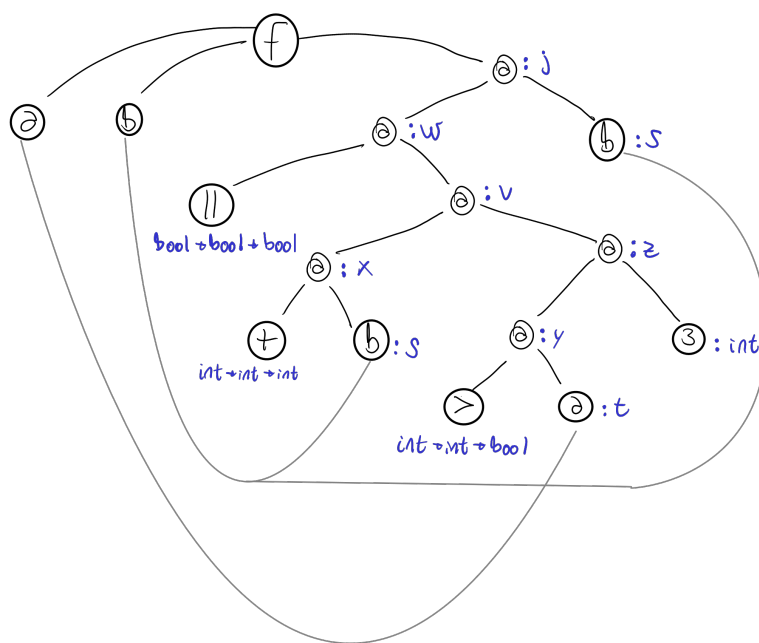 f
@ : j
a
b
@ : w
b : s
||
@ : v
bool→bool→bool
@ : x
@ : z
+
b : s
@ : y
3 : int
int→int→int
>
a : t
int→int→bool